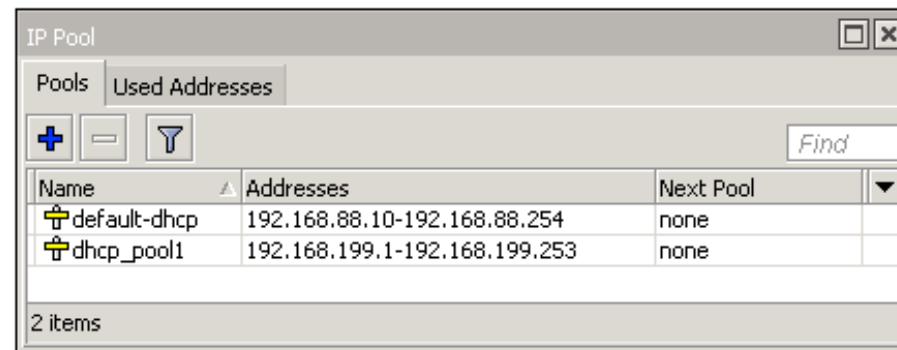 IP Pool
Pools Used Addresses
Find
Name Addresses Next Pool
default-dhcp 192.168.88.10-192.168.88.254 none
dhcp_pool1 192.168.199.1-192.168.199.253 none
2 items